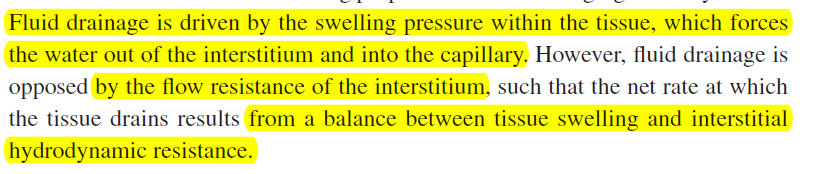 Fluid drainage is driven by the swelling pressure within the tissue, which forces
the water out of the interstitium and into the capillary. However, fluid drainage is
opposed by the flow resistance of the interstitium, such that the net rate at which
the tissue drains results from a balance between tissue swelling and interstitial
hydrodynamic resistance.